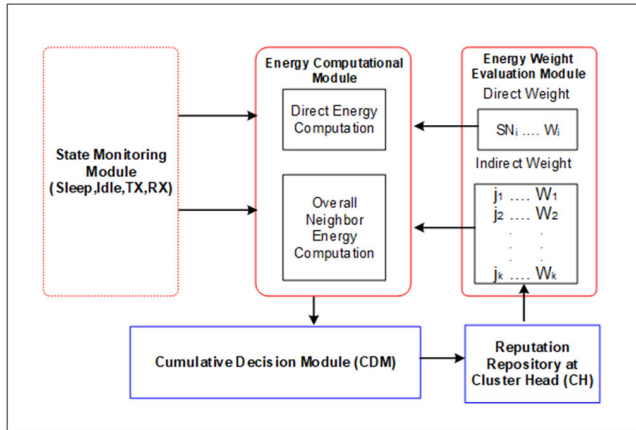 State Monitoring
Module
(Sleep,Idle,TX,RX)
Energy Computational
Module
Direct Energy
Computation
Overall
Neighbor
Energy
Computation
Energy Weight
Evaluation Module
Direct Weight
SNi .... Wi
Indirect Weight
j1 .... W1
j2 .... W2
. .
. .
jk .... Wk
Cumulative Decision Module (CDM)
Reputation
Repository at
Cluster Head (CH)